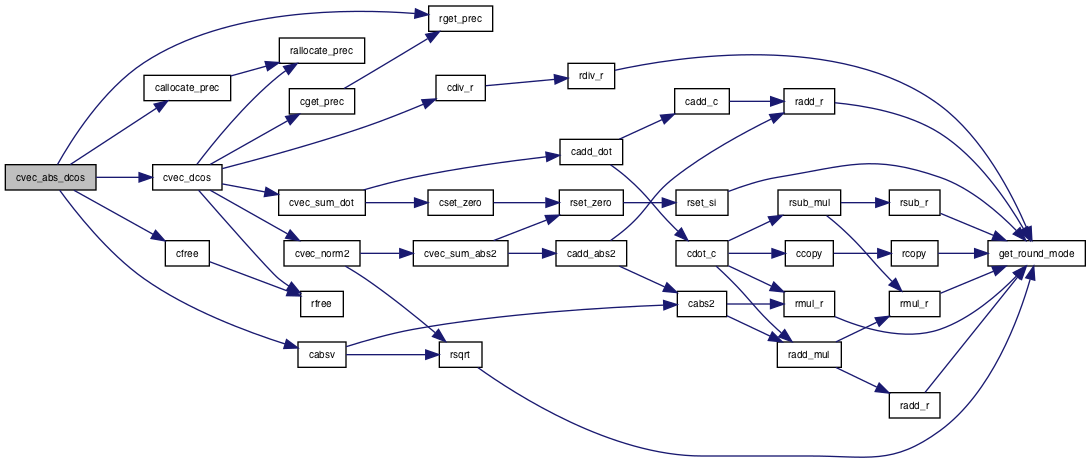 rget_prec
rallocate_prec
callocate_prec
cget_prec
cdiv_r
rdiv_r
cadd_c
radd_r
cadd_dot
cvec_abs_dcos
cvec_dcos
cvec_sum_dot
cset_zero
rset_zero
rset_si
rsub_mul
rsub_r
cfree
cvec_norm2
cvec_sum_abs2
cadd_abs2
cdot_c
ccopy
rcopy
get_round_mode
rfree
cabs2
rmul_r
rmul_r
cabsv
rsqrt
radd_mul
radd_r